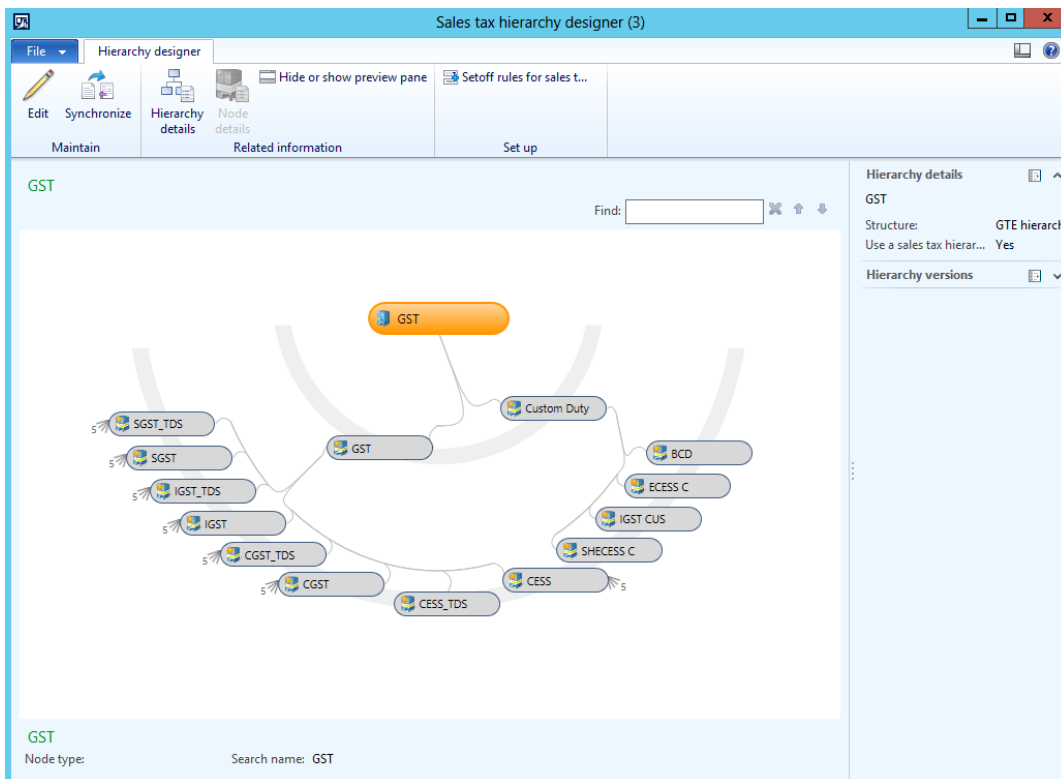 Sales tax hierarchy designer (3)
File
Hierarchy designer
Edit
Synchronize
Hierarchy
details
Node
details
Hide or show preview pane
Setoff rules for sales t...
Maintain
Related information
Set up
GST
Find:
GST
Custom Duty
SGST_TDS
5
GST
SGST
5
BCD
IGST_TDS
5
ECESS C
IGST
5
IGST CUS
CGST_TDS
5
SHECESS C
CGST
5
CESS
5
CESS_TDS
Hierarchy details
GST
Structure: GTE hierarch
Use a sales tax hierar... Yes
Hierarchy versions
GST
Node type:
Search name: GST